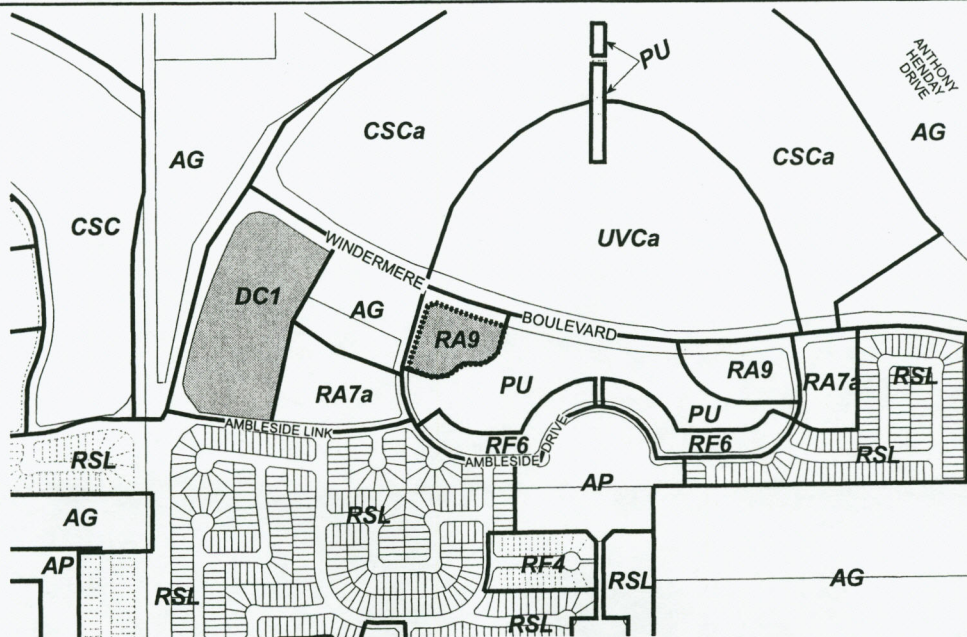 PU
ANTHONY
HENDAY
DRIVE
CSCa
AG
AG
CSCa
CSC
UVCa
WINDERMERE
DC1
AG
BOULEVARD
RA9
RA9
RA7a
RSL
RA7a
PU
PU
AMBLESIDE LINK
RF6
DRIVE
RF6
AMBLESIDE
RSL
RSL
AP
AG
RSL
AP
RF4
RSL
AG
RSL
RSL